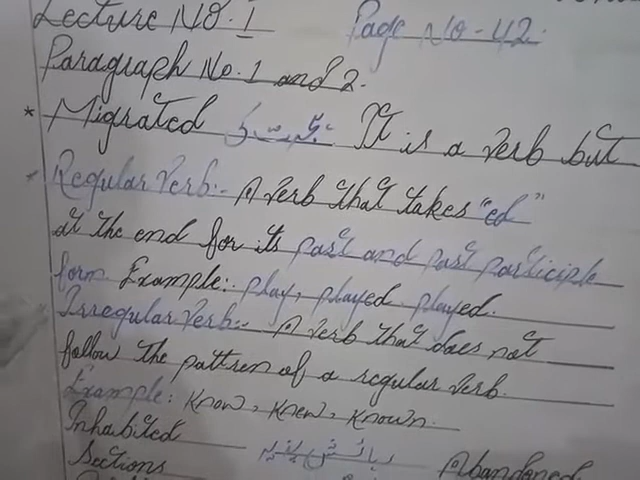 Lecture No. 1 Page No - 42.
Paragraph No. 1 and 2.
* Migrated It is a verb but
Regular verb:- A verb that takes "ed"
at the end for its past and past participle
form Example:. play, played. played.
Irregular verb:- A verb that does not
follow the pattren of a regular verb.
Example: Know, Knew, Known.
Inhabited رہائش پذیر Abandoned
Sections